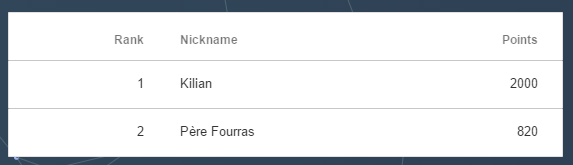 Rank Nickname Points
1 Kilian 2000
2 Père Fourras 820